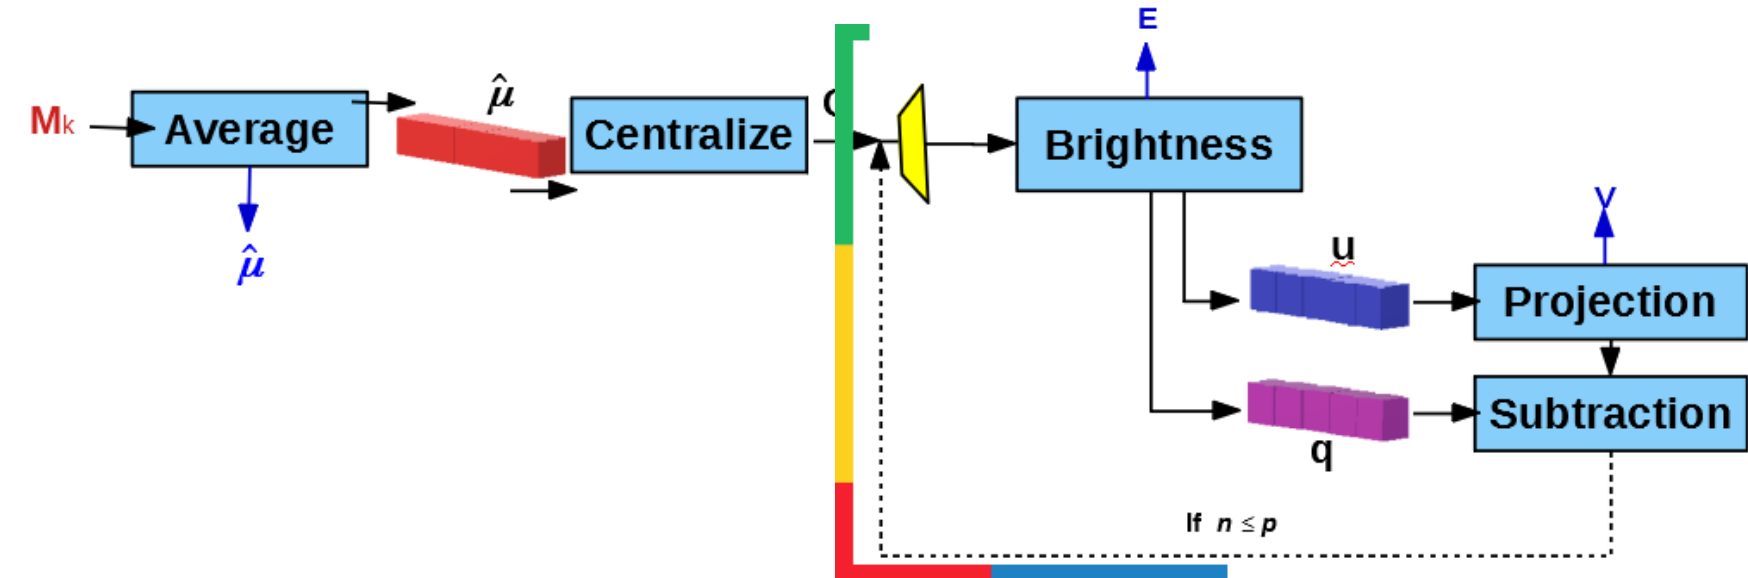 E
μ̂
Mk
Average
Centralize
Brightness
μ̂
V
u
Projection
Subtraction
q
If n ≤ p